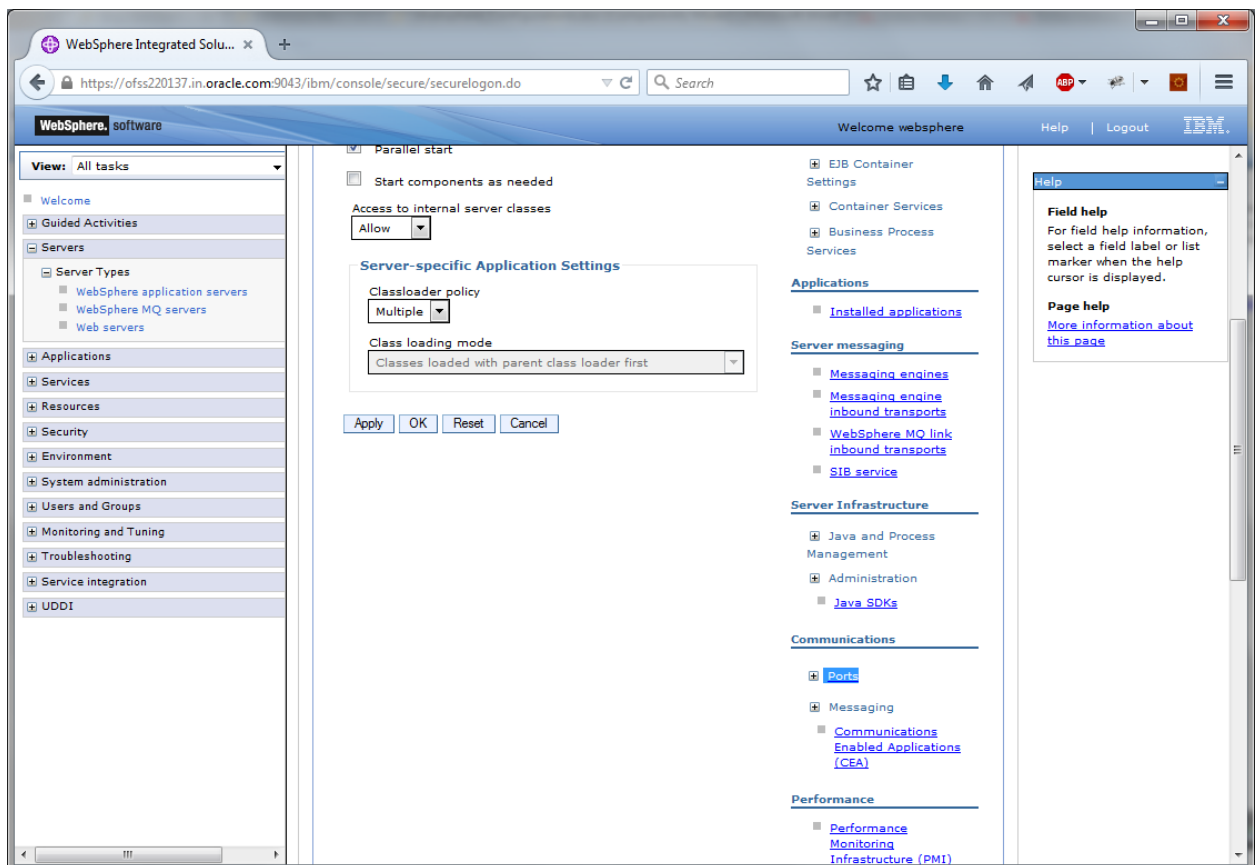 WebSphere Integrated Solu...
https://ofss220137.in.oracle.com:9043/ibm/console/secure/securelogon.do
Search
ABP
WebSphere. software
Welcome websphere
Help | Logout
IBM.
View: All tasks
Welcome
Guided Activities
Servers
Server Types
WebSphere application servers
WebSphere MQ servers
Web servers
Applications
Services
Resources
Security
Environment
System administration
Users and Groups
Monitoring and Tuning
Troubleshooting
Service integration
UDDI
Parallel start
Start components as needed
Access to internal server classes
Allow
Server-specific Application Settings
Classloader policy
Multiple
Class loading mode
Classes loaded with parent class loader first
Apply OK Reset Cancel
EJB Container
Settings
Container Services
Business Process
Services
Applications
Installed applications
Server messaging
Messaging engines
Messaging engine
inbound transports
WebSphere MQ link
inbound transports
SIB service
Server Infrastructure
Java and Process
Management
Administration
Java SDKs
Communications
Ports
Messaging
Communications
Enabled Applications
(CEA)
Performance
Performance
Monitoring
Infrastructure (PMI)
Help
Field help
For field help information,
select a field label or list
marker when the help
cursor is displayed.
Page help
More information about
this page